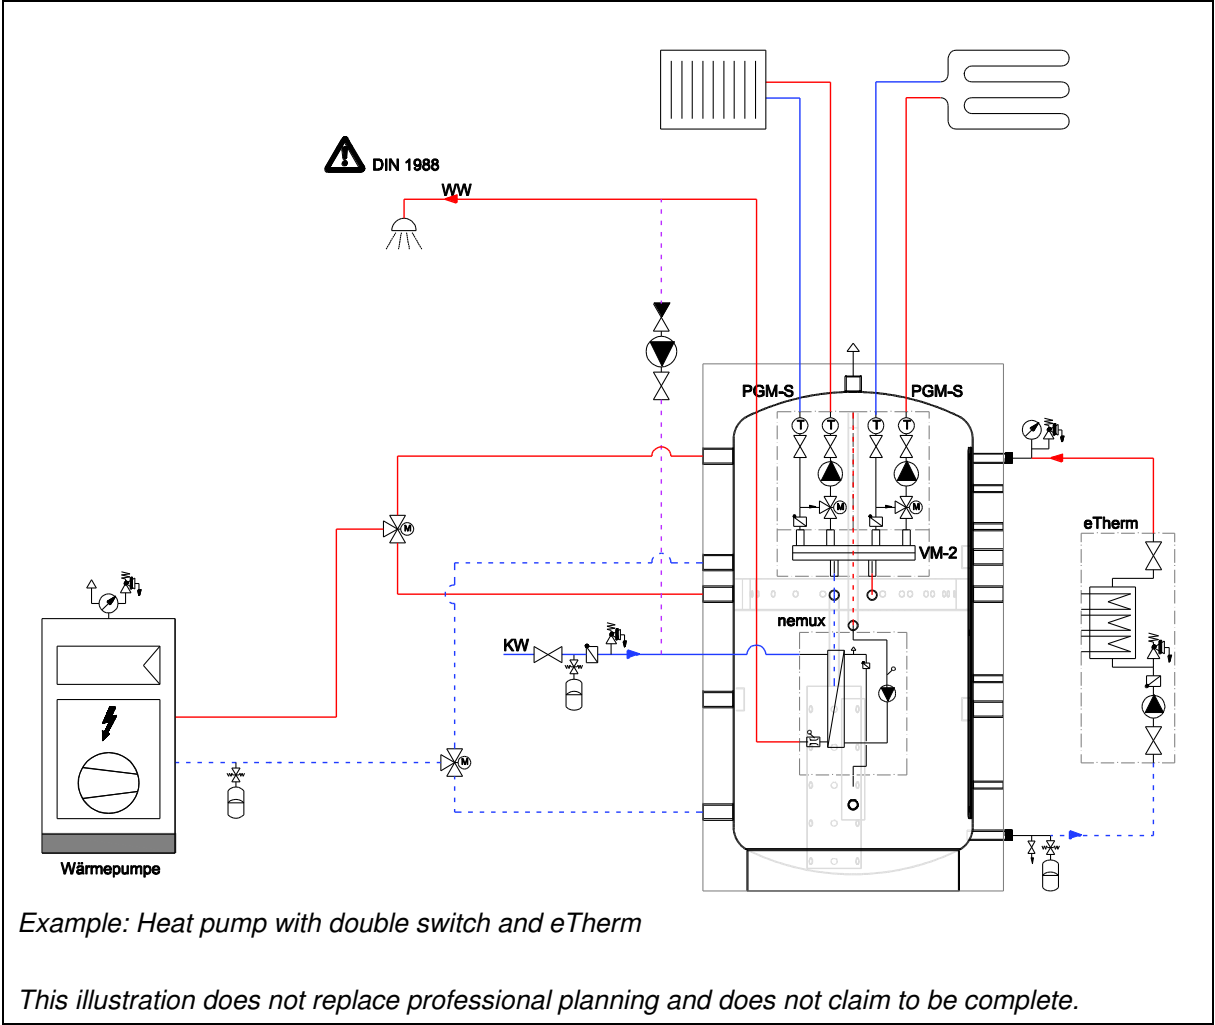 DIN 1988
WW
PGM-S
PGM-S
T
T
T
T
M
M
VM-2
eTherm
M
nemux
KW
M
Wärmepumpe
Example: Heat pump with double switch and eTherm
This illustration does not replace professional planning and does not claim to be complete.